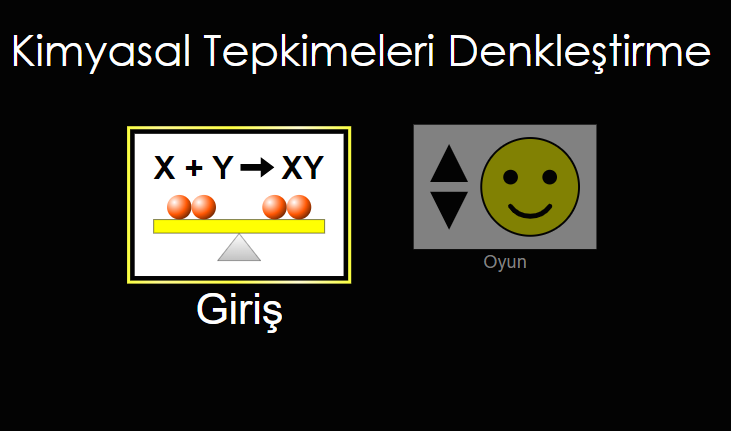 Kimyasal Tepkimeleri Denkleştirme
X + Y → XY
Giriş
Oyun